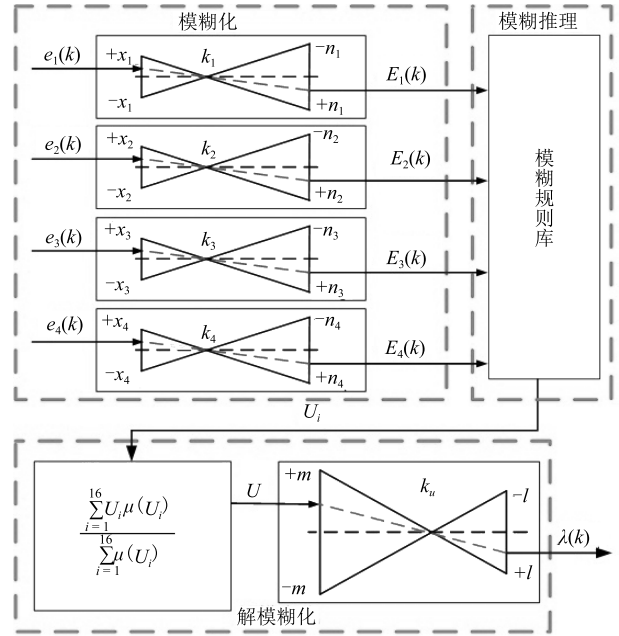 模糊化
模糊推理
e₁(k)
+x₁
k₁
−n₁
E₁(k)
−x₁
+n₁
e₂(k)
+x₂
k₂
−n₂
E₂(k)
−x₂
+n₂
e₃(k)
+x₃
k₃
−n₃
E₃(k)
−x₃
+n₃
e₄(k)
+x₄
k₄
−n₄
E₄(k)
−x₄
+n₄
模糊规则库
Uᵢ
16
∑Uᵢμ(Uᵢ)
i=1
16
∑μ(Uᵢ)
i=1
U
+m
kᵤ
−l
λ(k)
−m
+l
解模糊化